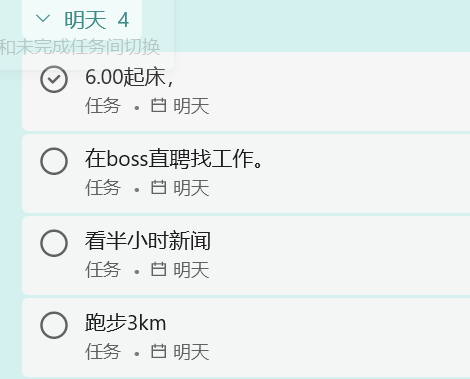 明天 4
和未完成任务间切换
6.00起床，
任务 • 明天
在boss直聘找工作。
任务 • 明天
看半小时新闻
任务 • 明天
跑步3km
任务 • 明天